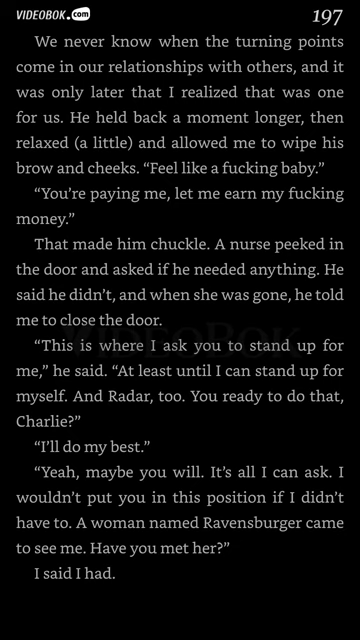 VIDEOBOK.com
197
We never know when the turning points
come in our relationships with others, and it
was only later that I realized that was one
for us. He held back a moment longer, then
relaxed (a little) and allowed me to wipe his
brow and cheeks. “Feel like a fucking baby.”
“You’re paying me, let me earn my fucking
money.”
That made him chuckle. A nurse peeked in
the door and asked if he needed anything. He
said he didn’t, and when she was gone, he told
me to close the door.
VIDEOBOK
“This is where I ask you to stand up for
me,” he said. “At least until I can stand up for
myself. And Radar, too. You ready to do that,
Charlie?”
“I’ll do my best.”
“Yeah, maybe you will. It’s all I can ask. I
wouldn’t put you in this position if I didn’t
have to. A woman named Ravensburger came
to see me. Have you met her?”
I said I had.